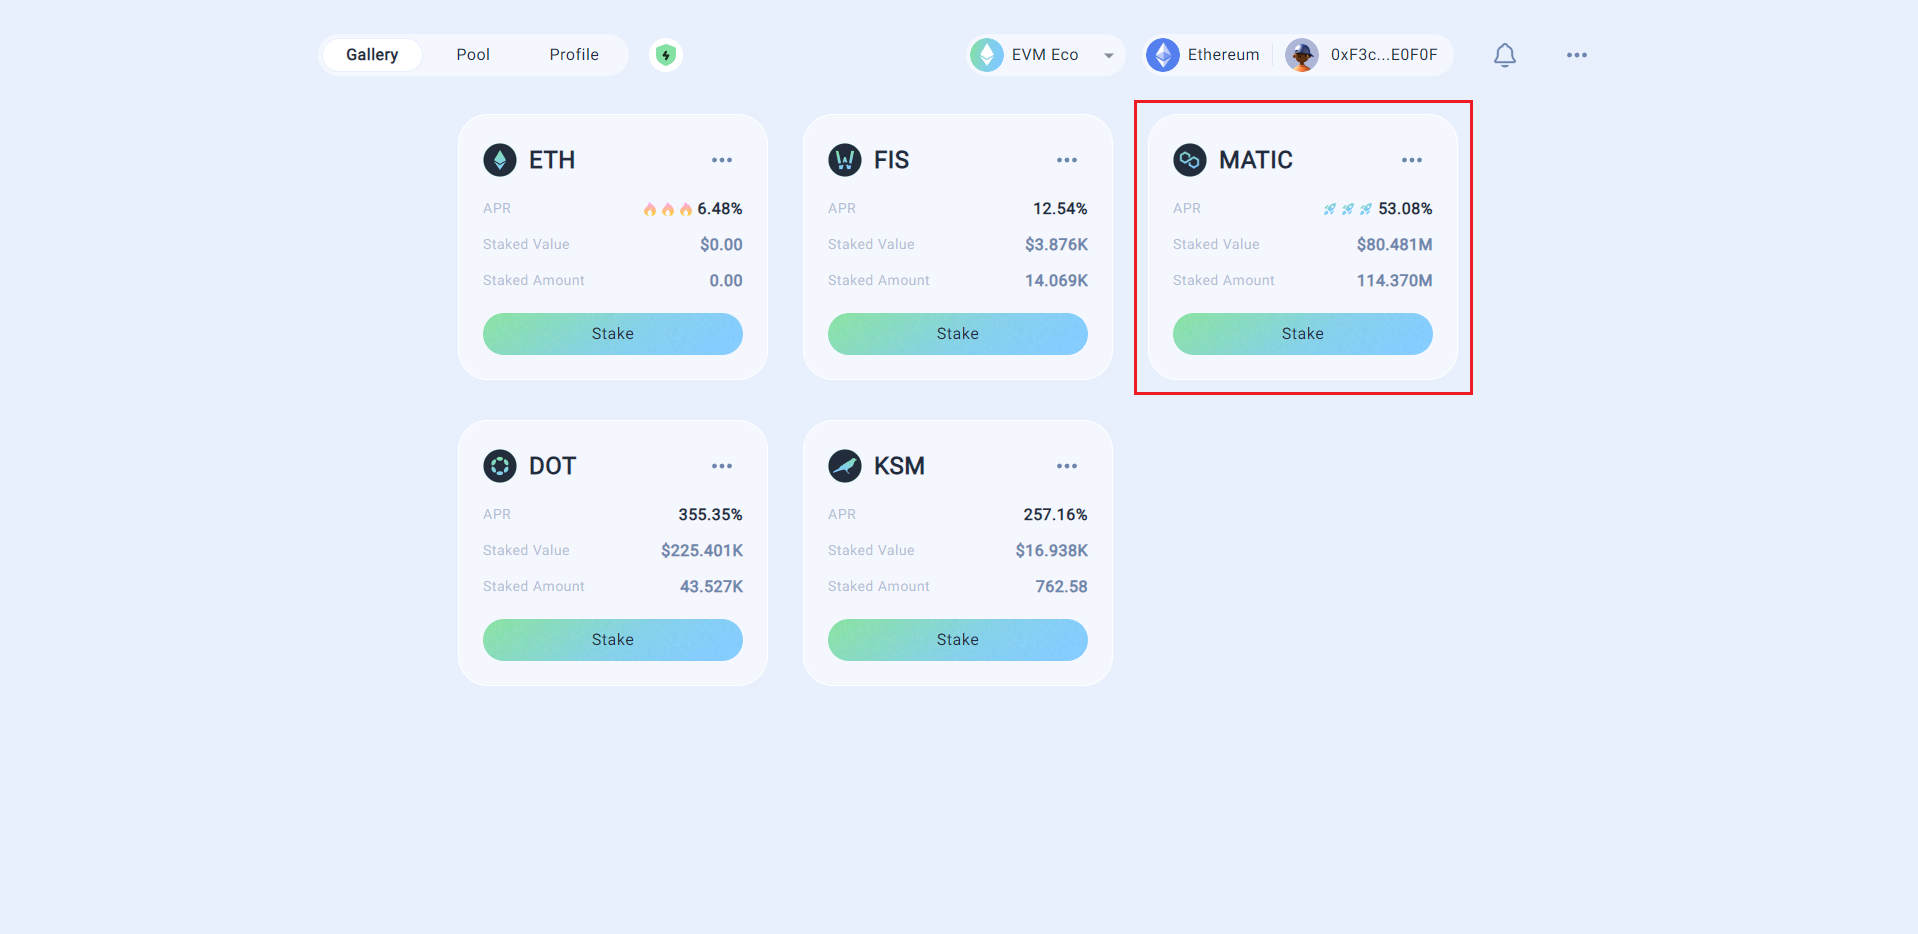 Gallery Pool Profile EVM Eco Ethereum 0xF3c...E0F0F
ETH
APR 6.48%
Staked Value $0.00
Staked Amount 0.00
Stake
FIS
APR 12.54%
Staked Value $3.876K
Staked Amount 14.069K
Stake
MATIC
APR 53.08%
Staked Value $80.481M
Staked Amount 114.370M
Stake
DOT
APR 355.35%
Staked Value $225.401K
Staked Amount 43.527K
Stake
KSM
APR 257.16%
Staked Value $16.938K
Staked Amount 762.58
Stake